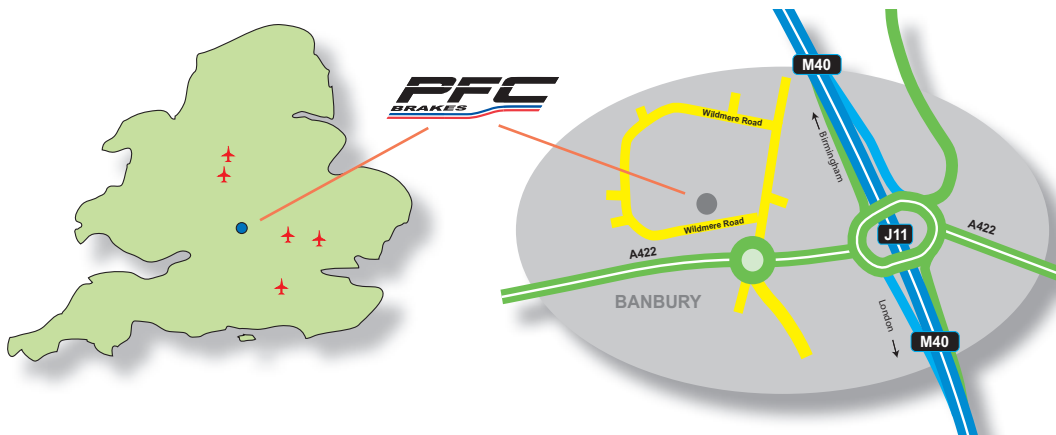 PFC
BRAKES
M40
Wildmere Road
Birmingham
Wildmere Road
A422
J11
A422
BANBURY
London
M40